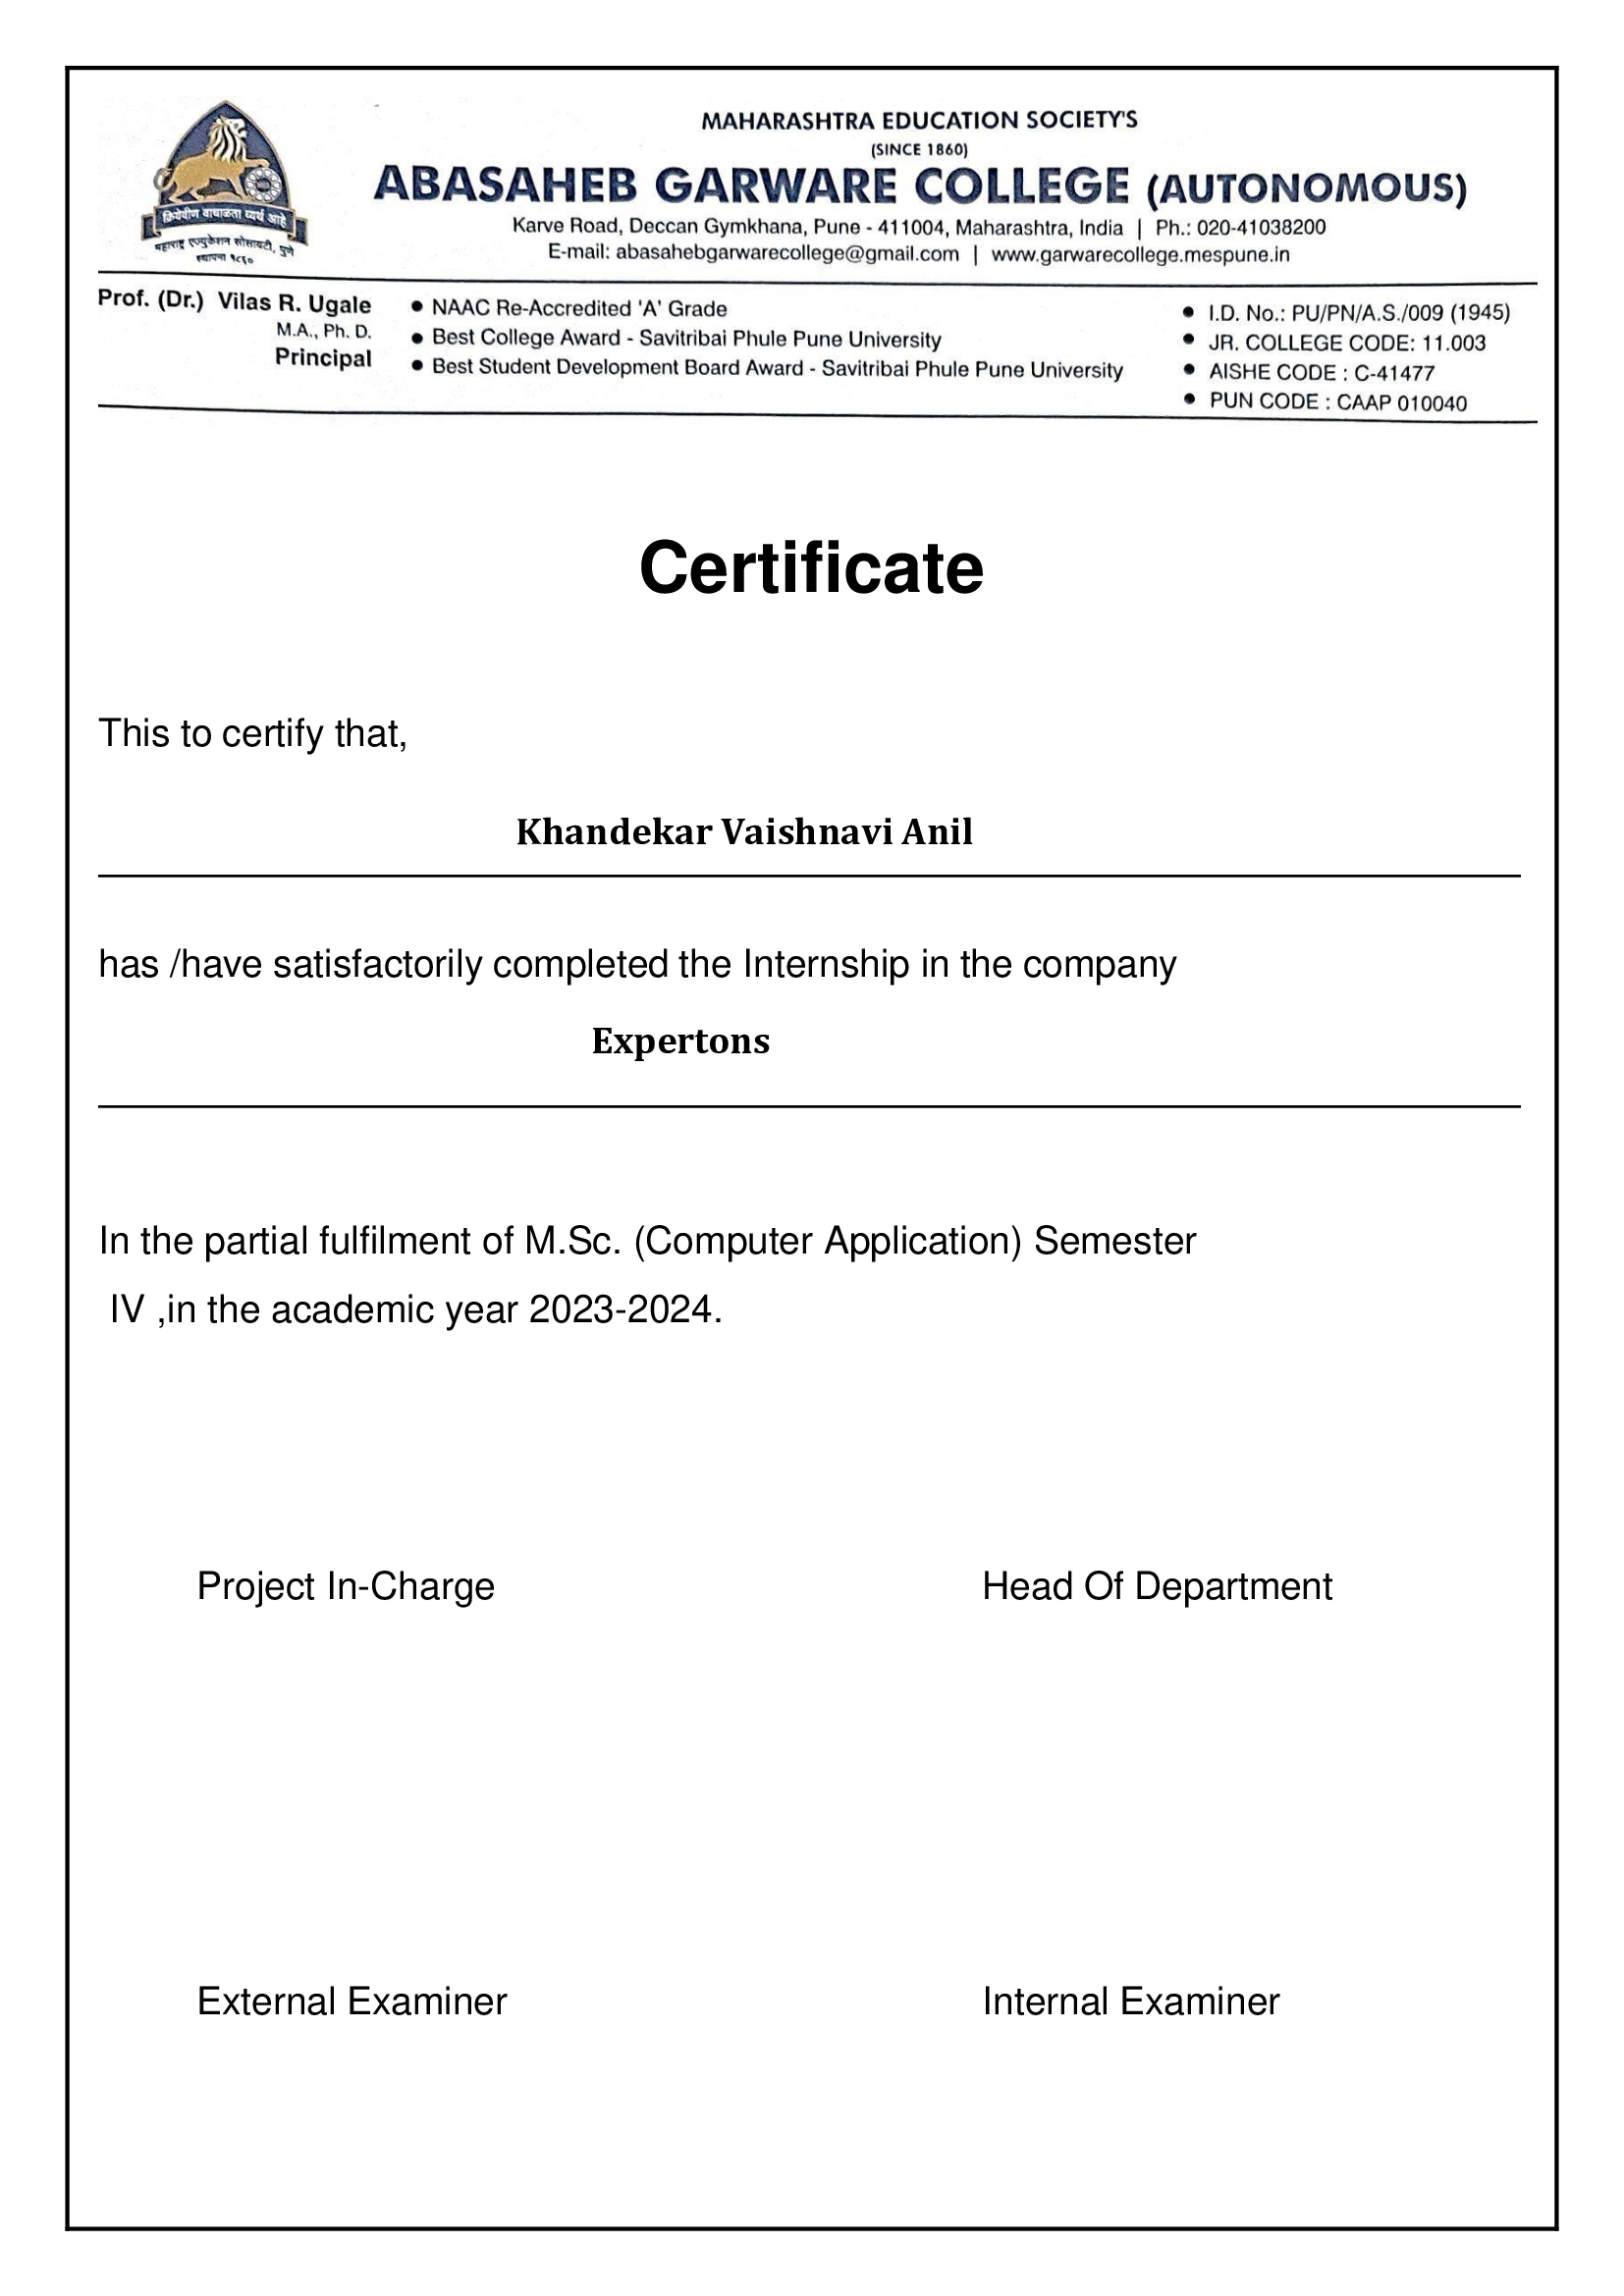 क्रियेवीण वाचाळता व्यर्थ आहे
महाराष्ट्र एज्युकेशन सोसायटी, पुणे
स्थापना १८६०
MAHARASHTRA EDUCATION SOCIETY'S
(SINCE 1860)
ABASAHEB GARWARE COLLEGE (AUTONOMOUS)
Karve Road, Deccan Gymkhana, Pune - 411004, Maharashtra, India | Ph.: 020-41038200
E-mail: abasahebgarwarecollege@gmail.com | www.garwarecollege.mespune.in
Prof. (Dr.) Vilas R. Ugale
M.A., Ph. D.
Principal
● NAAC Re-Accredited 'A' Grade
● Best College Award - Savitribai Phule Pune University
● Best Student Development Board Award - Savitribai Phule Pune University
● I.D. No.: PU/PN/A.S./009 (1945)
● JR. COLLEGE CODE: 11.003
● AISHE CODE : C-41477
● PUN CODE : CAAP 010040
Certificate
This to certify that,
Khandekar Vaishnavi Anil
has /have satisfactorily completed the Internship in the company
Expertons
In the partial fulfilment of M.Sc. (Computer Application) Semester
IV ,in the academic year 2023-2024.
Project In-Charge Head Of Department
External Examiner Internal Examiner